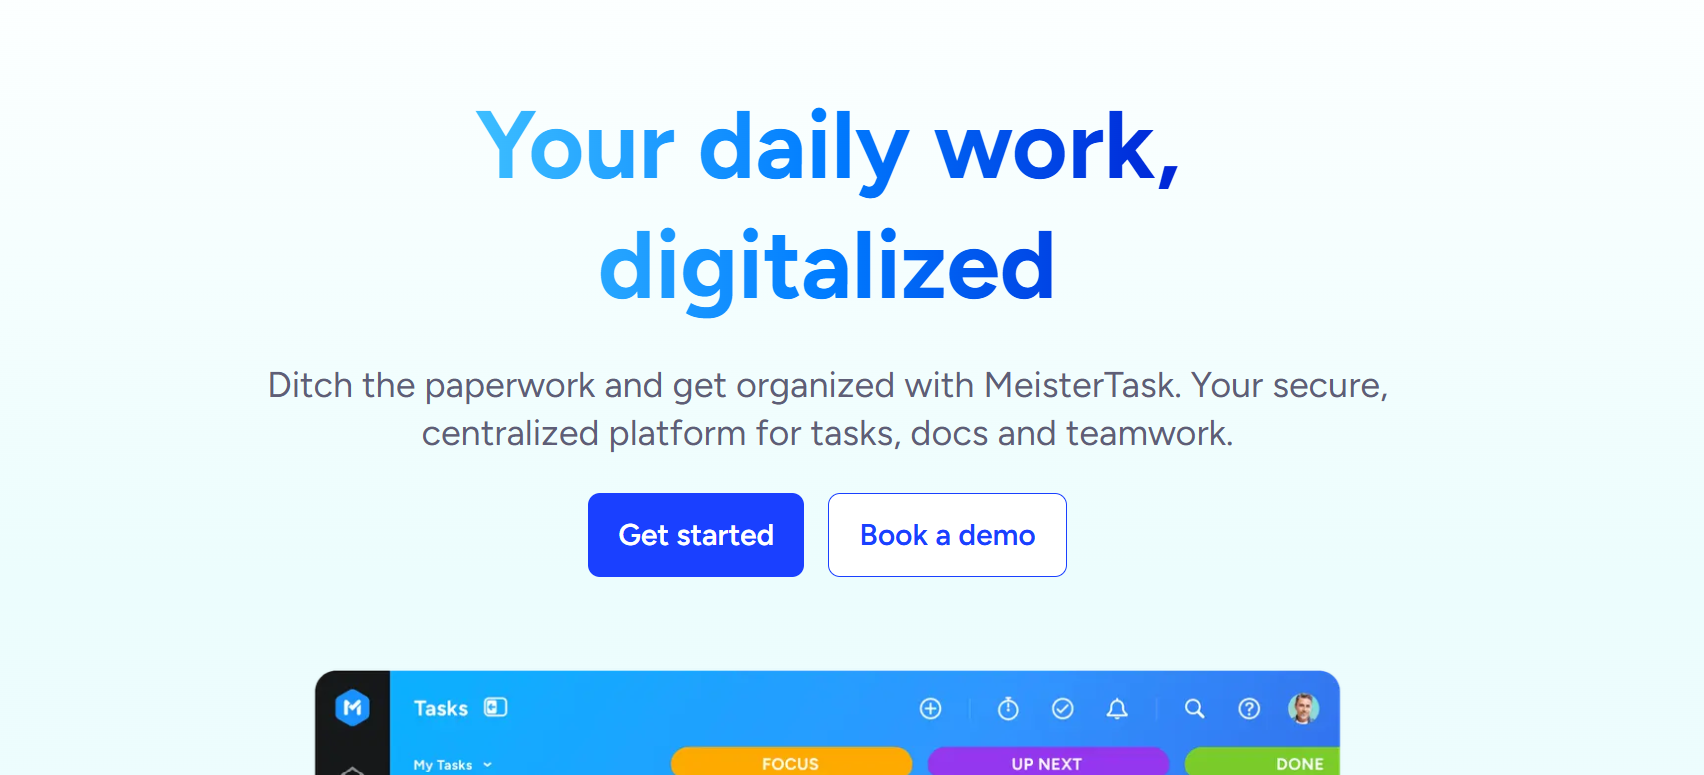 Your daily work,
digitalized
Ditch the paperwork and get organized with MeisterTask. Your secure,
centralized platform for tasks, docs and teamwork.
Get started
Book a demo
Tasks
My Tasks
FOCUS
UP NEXT
DONE